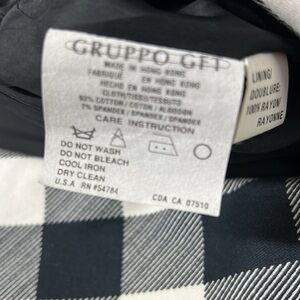 GRUPPO GFT
MADE IN HONG KONG
FABRIQUÉ EN HONG KONG
HECHO EN HONG KONG
CLOTH/TISSU/TESSUTO
93% COTTON / COTON / ALGODON
7% SPANDEX / SPANDEX / SPANDEX
CARE INSTRUCTION
DO NOT WASH
DO NOT BLEACH
COOL IRON
DRY CLEAN
U.S.A RN #54784
CDA CA 07510
LINING/
DOUBLURE:
100% RAYON/
RAYONNE